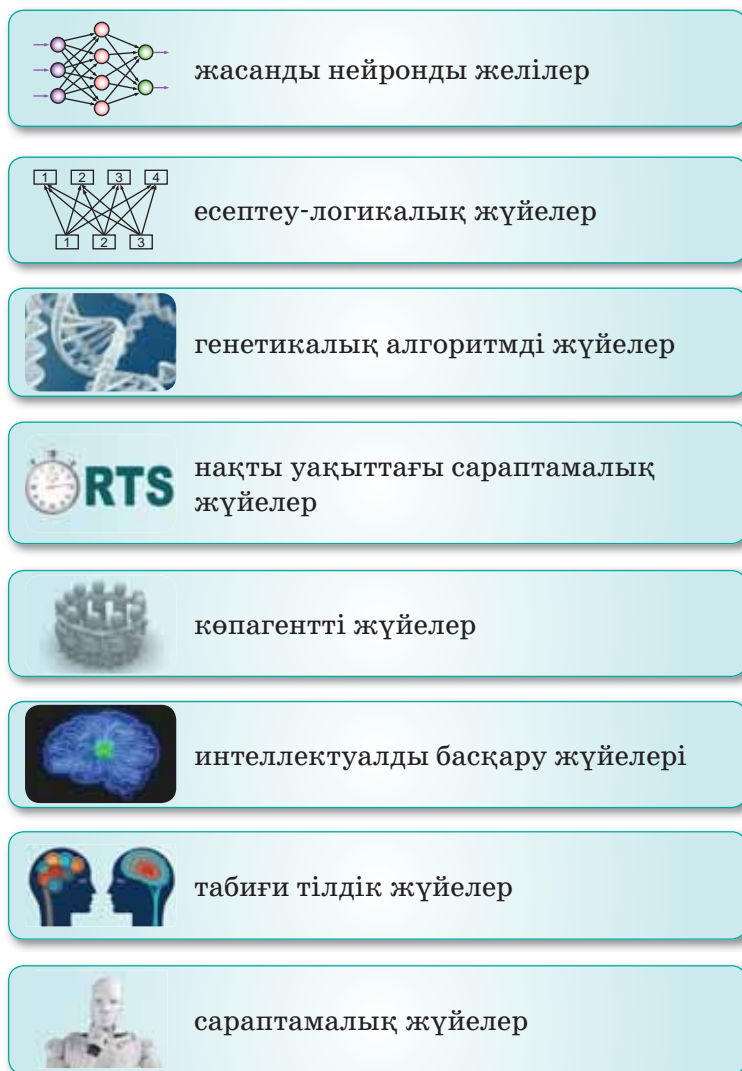 жасанды нейронды желілер
1 2 3 4
1 2 3
есептеу-логикалық жүйелер
генетикалық алгоритмді жүйелер
RTS
нақты уақыттағы сараптамалық
жүйелер
көпагентті жүйелер
интеллектуалды басқару жүйелері
табиғи тілдік жүйелер
сараптамалық жүйелер